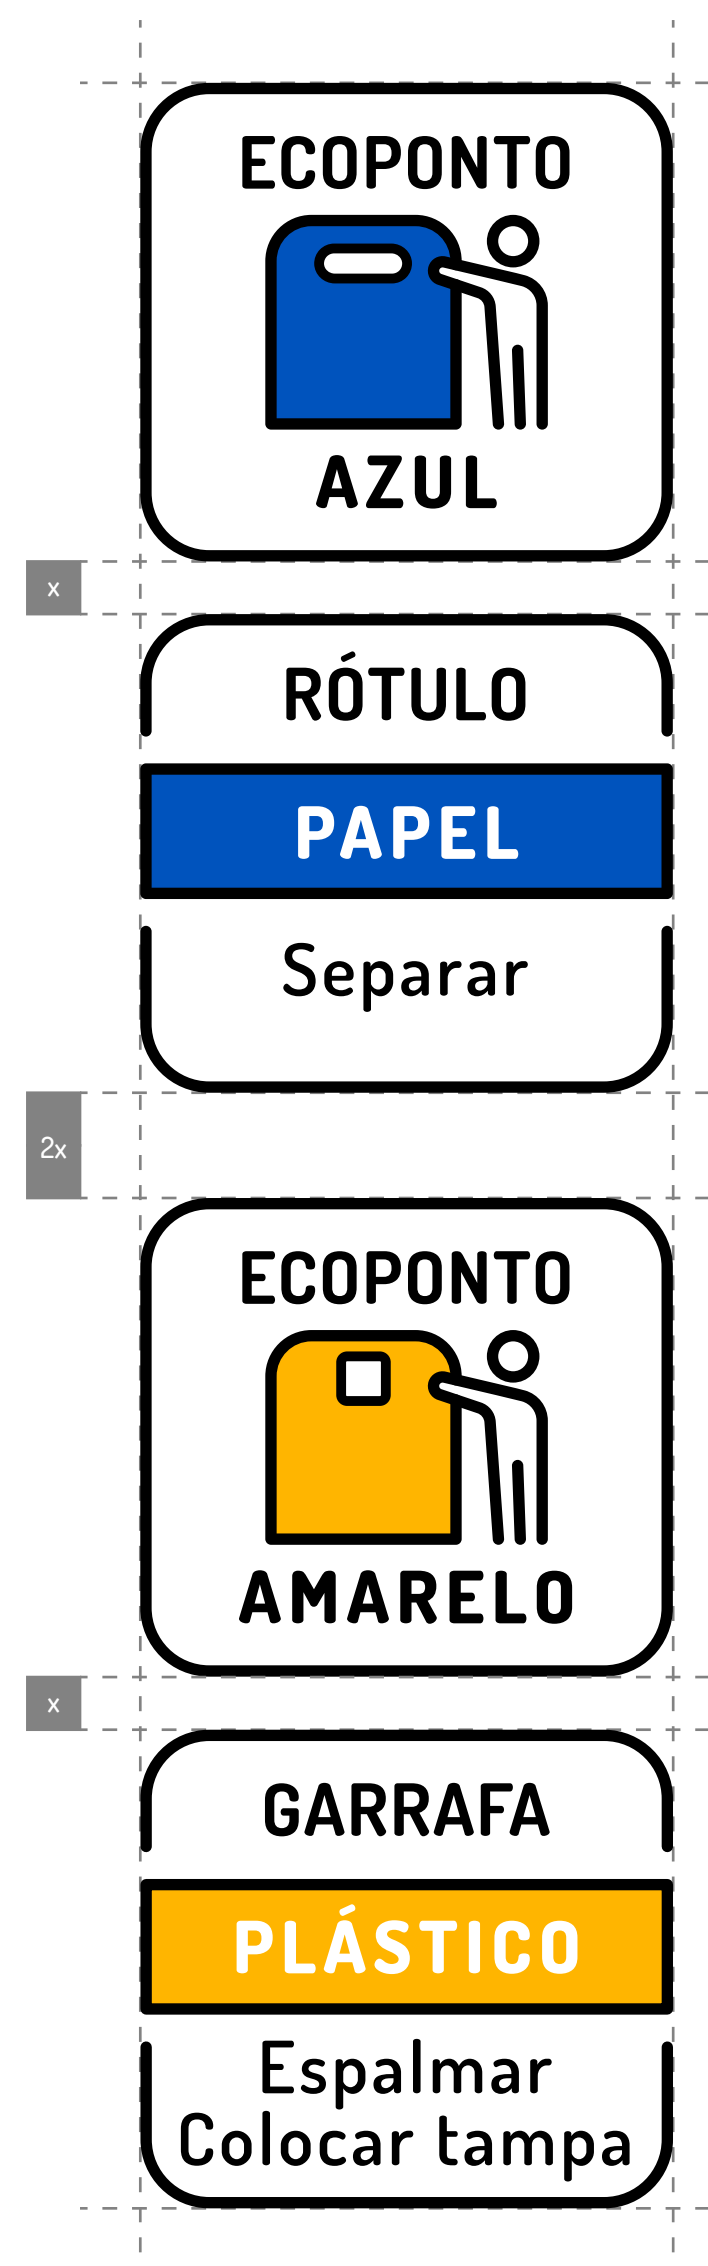 ECOPONTO
AZUL
x
RÓTULO
PAPEL
Separar
2x
ECOPONTO
AMARELO
x
GARRAFA
PLÁSTICO
Espalmar
Colocar tampa